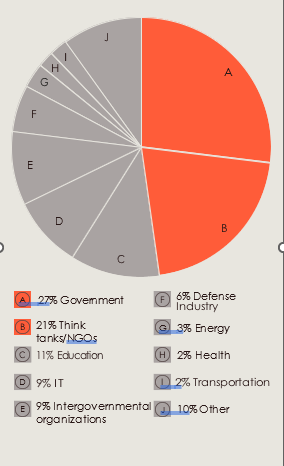 J
A
I
H
G
F
E
D
C
B
A 27% Government
B 21% Think
tanks/NGOs
C 11% Education
D 9% IT
E 9% Intergovernmental
organizations
F 6% Defense
Industry
G 3% Energy
H 2% Health
I 2% Transportation
J 10% Other